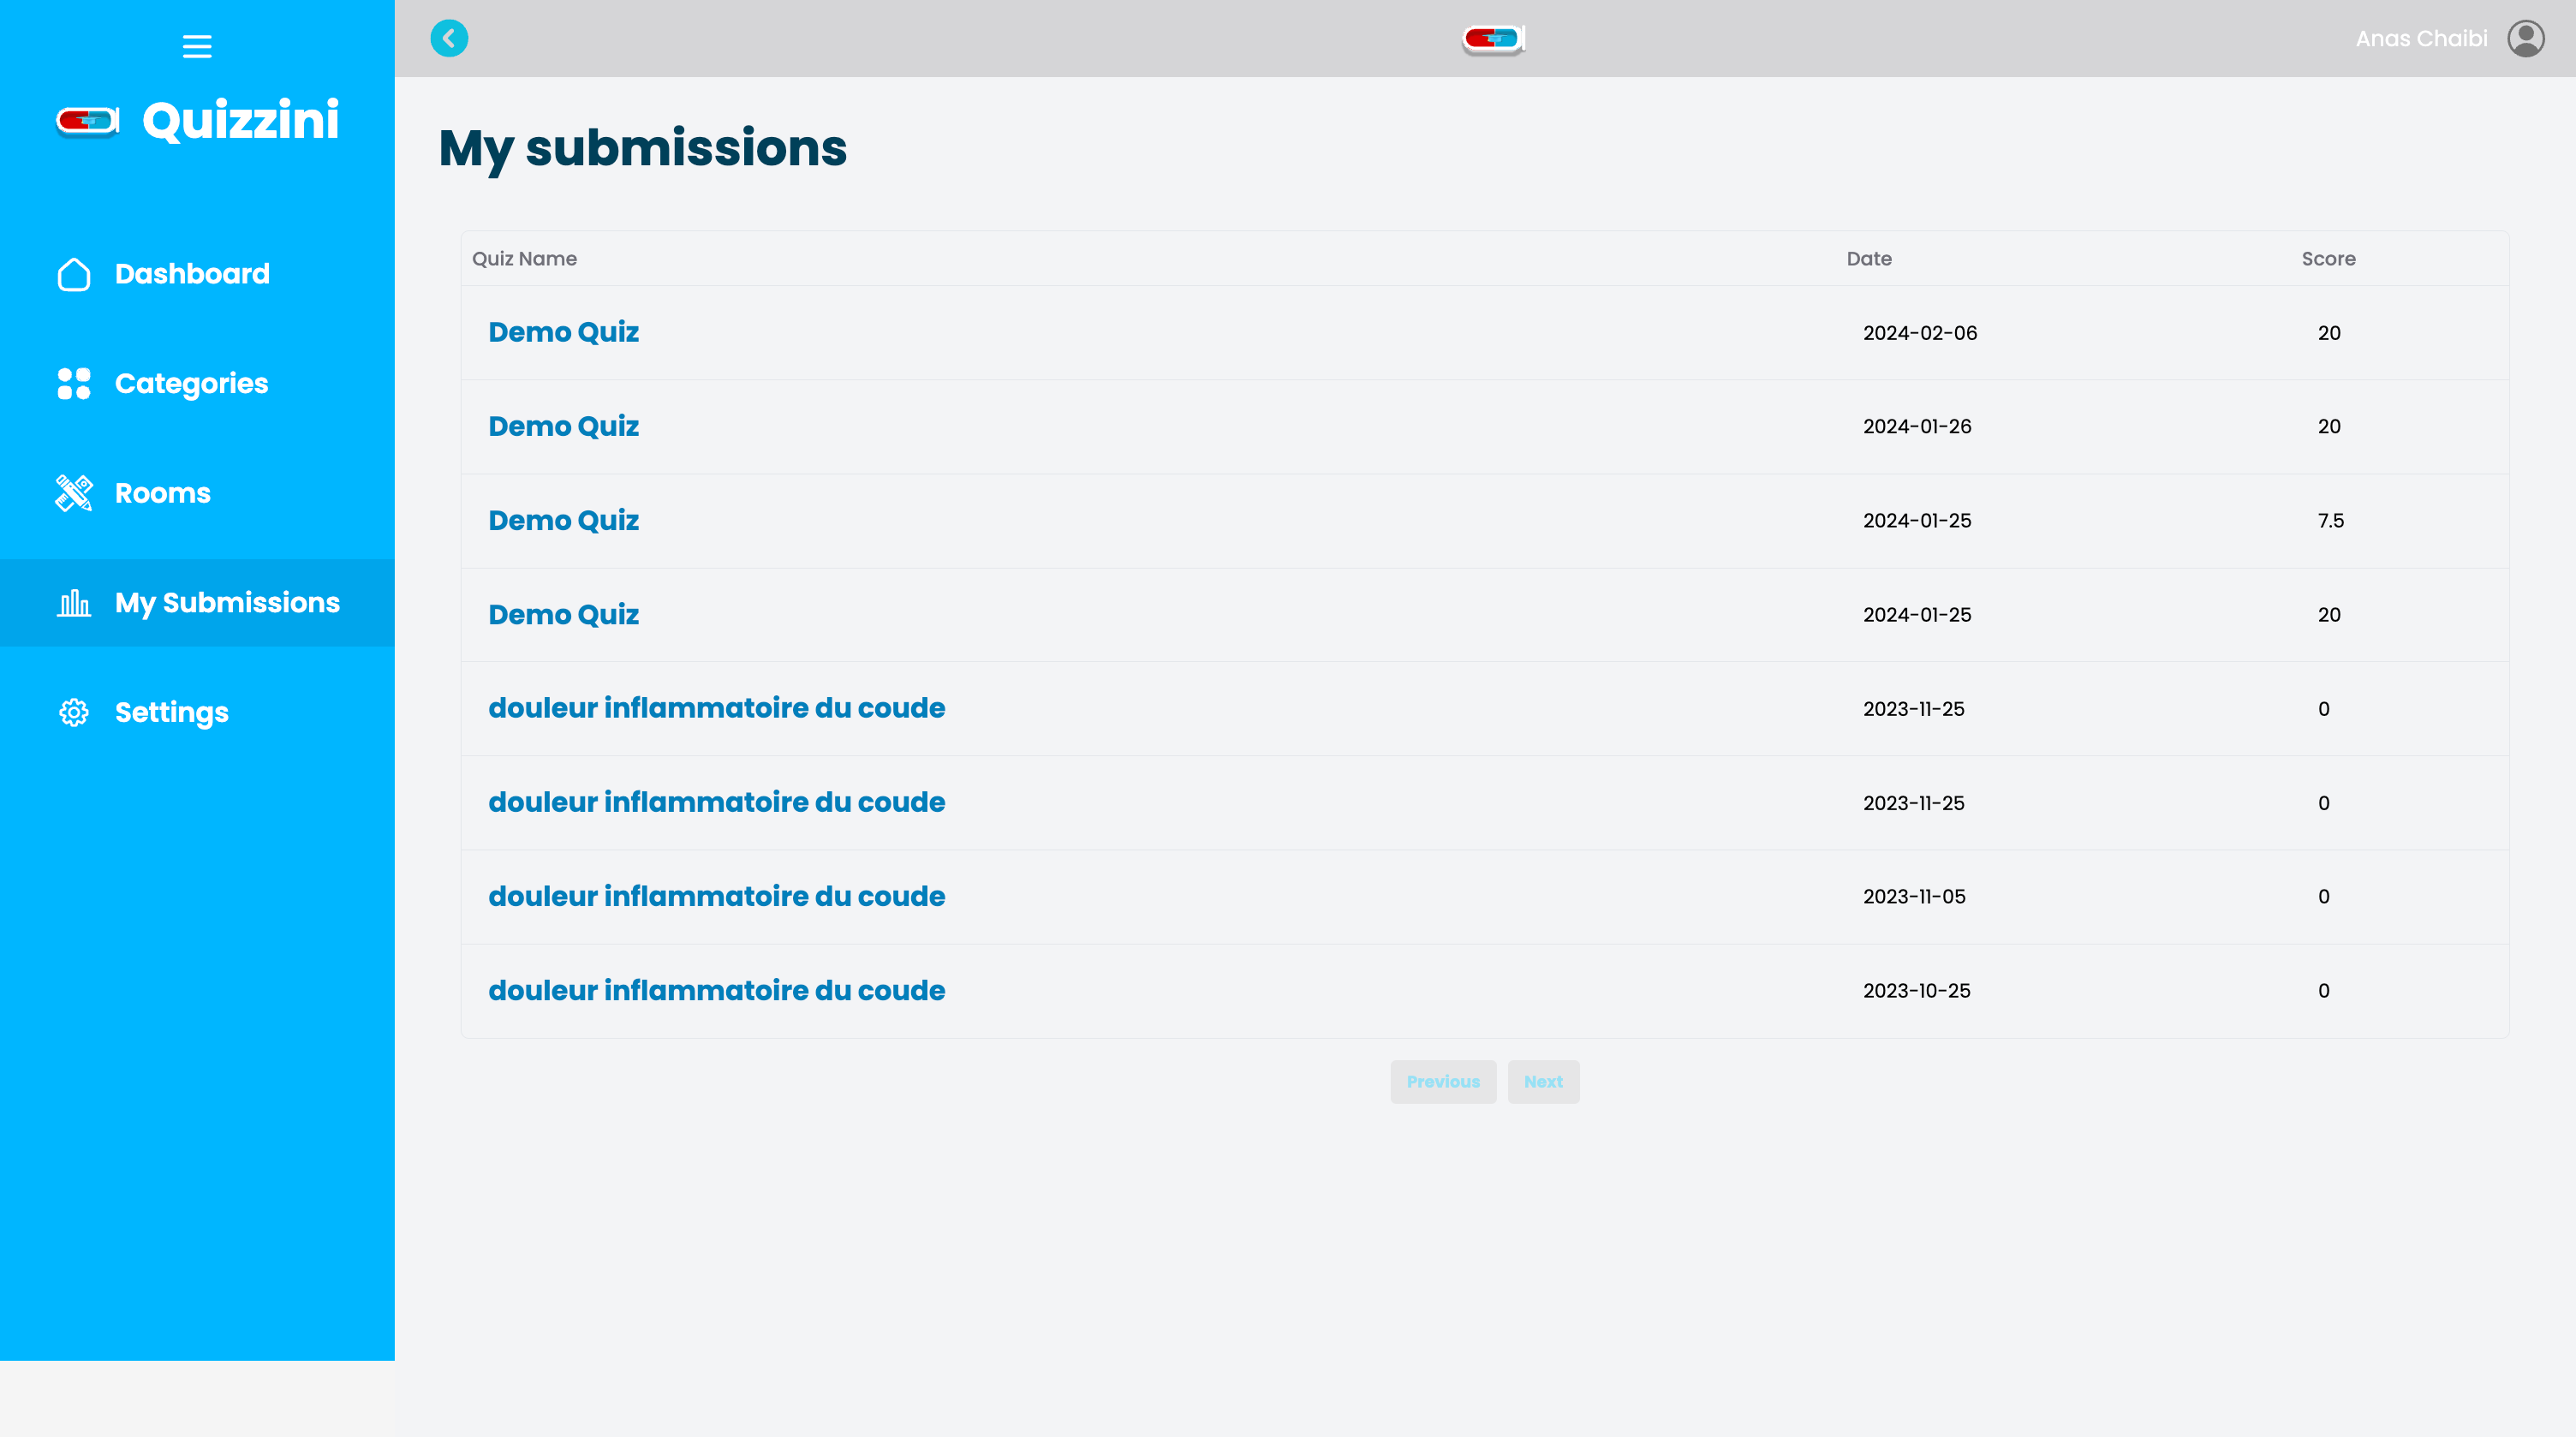 Quizzini
Dashboard
Categories
Rooms
My Submissions
Settings
Anas Chaibi
My submissions
Quiz Name Date Score
Demo Quiz 2024-02-06 20
Demo Quiz 2024-01-26 20
Demo Quiz 2024-01-25 7.5
Demo Quiz 2024-01-25 20
douleur inflammatoire du coude 2023-11-25 0
douleur inflammatoire du coude 2023-11-25 0
douleur inflammatoire du coude 2023-11-05 0
douleur inflammatoire du coude 2023-10-25 0
Previous Next